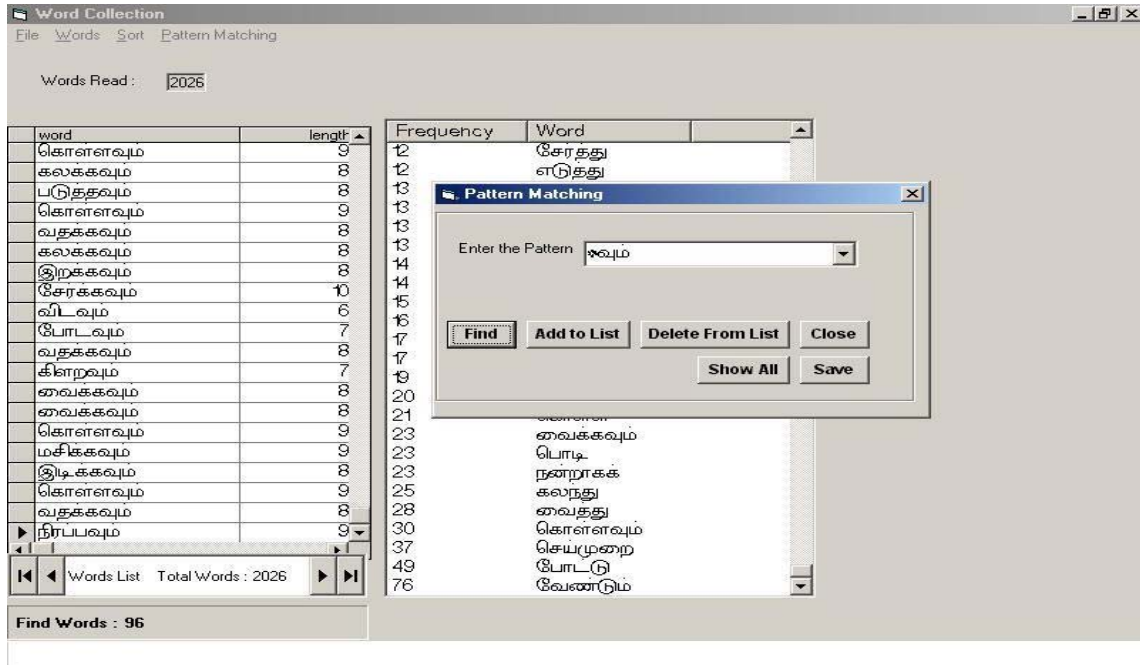 Word Collection
File Words Sort Pattern Matching
Words Read : 2026
word length
கொள்ளவும் 9
கலக்கவும் 8
படுத்தவும் 8
கொள்ளவும் 9
வதக்கவும் 8
கலக்கவும் 8
இறக்கவும் 8
சேர்க்கவும் 10
விடவும் 6
போடவும் 7
வதக்கவும் 8
கிளறவும் 7
வைக்கவும் 8
வைக்கவும் 8
கொள்ளவும் 9
மசிக்கவும் 9
இடிக்கவும் 8
கொள்ளவும் 9
வதக்கவும் 8
நிரப்பவும் 9
Words List Total Words : 2026
Find Words : 96
Frequency Word
12 சேர்த்து
12 எடுத்து
13
13
13
13
14
14
15
16
17
17
19
20
21
23 வைக்கவும்
23 பொடி
23 நன்றாகக்
25 கலந்து
28 வைத்து
30 கொள்ளவும்
37 செய்முறை
49 போட்டு
76 வேண்டும்
Pattern Matching
Enter the Pattern *வும்
Find Add to List Delete From List Close
Show All Save